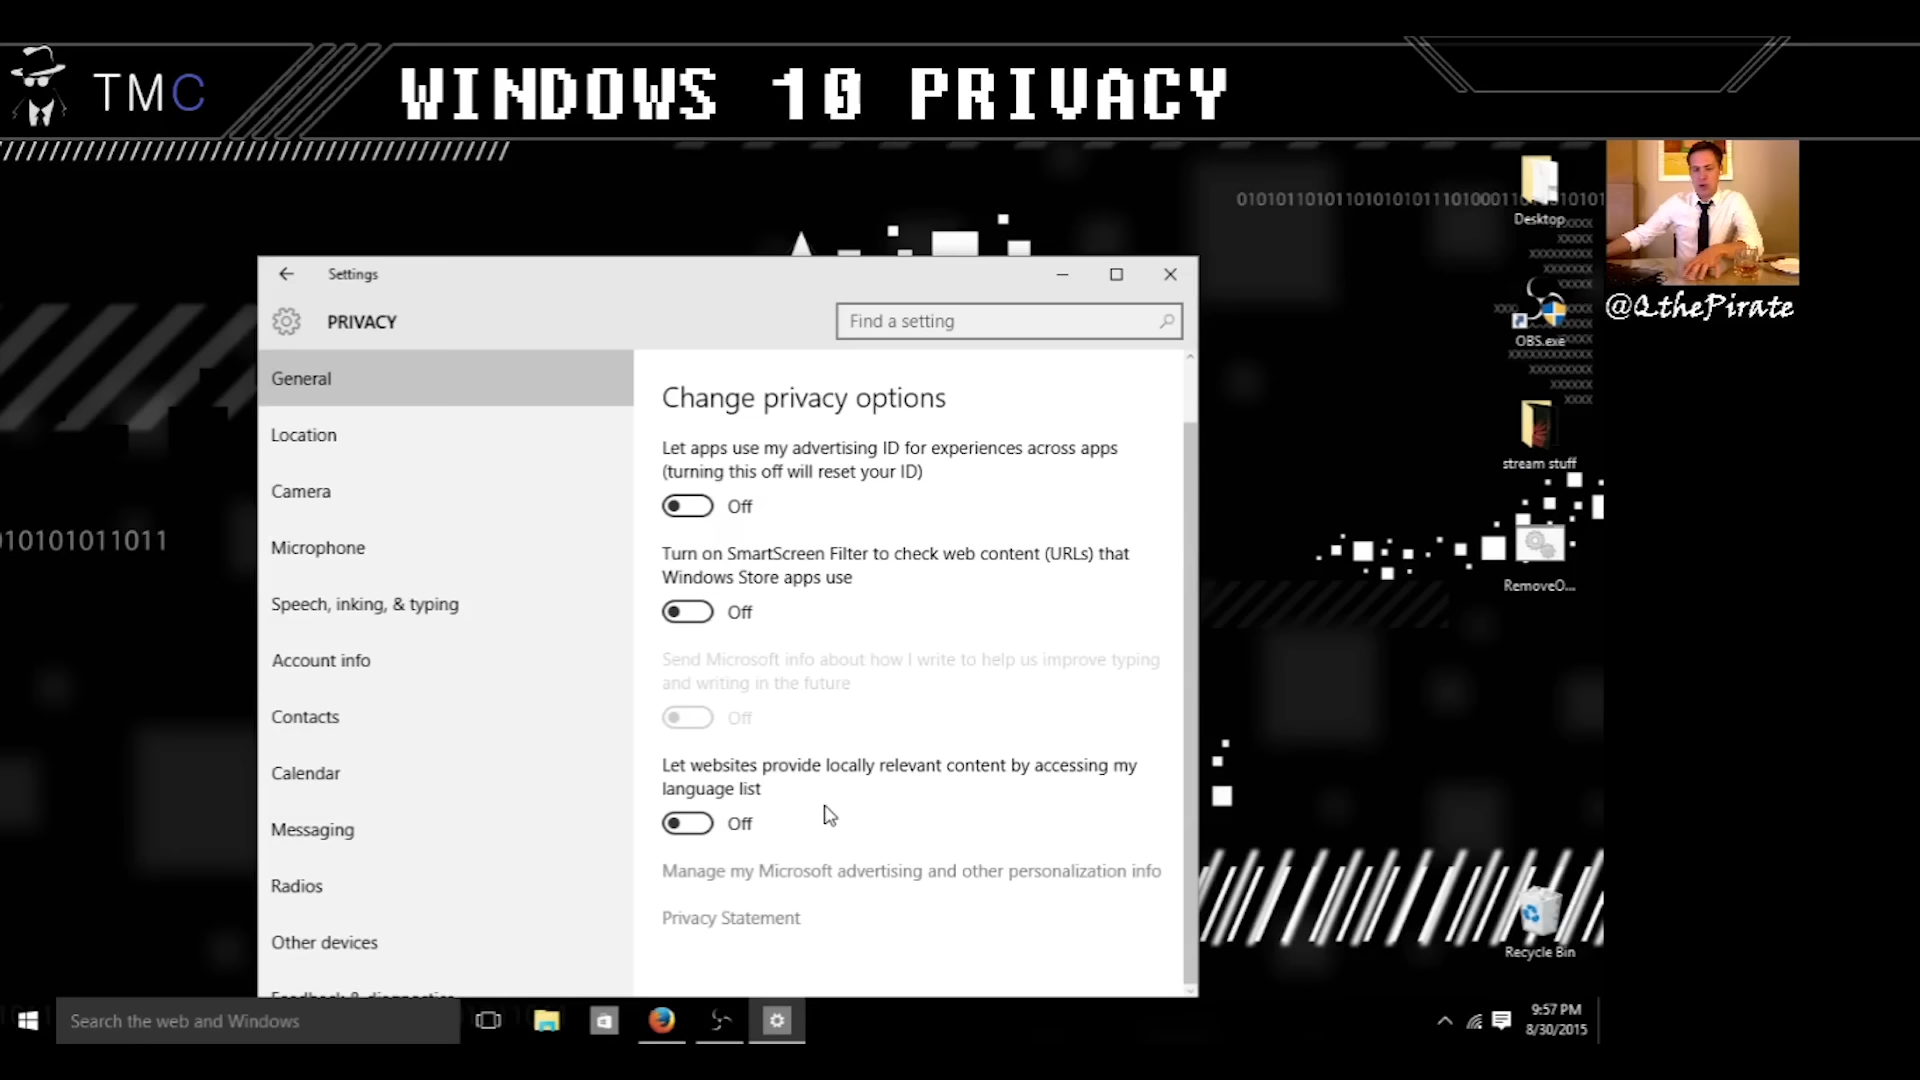 TMC
WINDOWS 10 PRIVACY
Desktop
@QthePirate
Settings
PRIVACY
Find a setting
OBS.exe
General
Change privacy options
Location
Let apps use my advertising ID for experiences across apps
(turning this off will reset your ID)
Camera
Off
stream stuff
Microphone
Turn on SmartScreen Filter to check web content (URLs) that
Windows Store apps use
10101011011
RemoveO...
Speech, inking, & typing
Off
Account info
Send Microsoft info about how I write to help us improve typing
and writing in the future
Contacts
Off
Calendar
Let websites provide locally relevant content by accessing my
language list
Messaging
Off
Manage my Microsoft advertising and other personalization info
Radios
Privacy Statement
Other devices
Recycle Bin
Feedback & diagnostics
Search the web and Windows
9:57 PM
8/30/2015